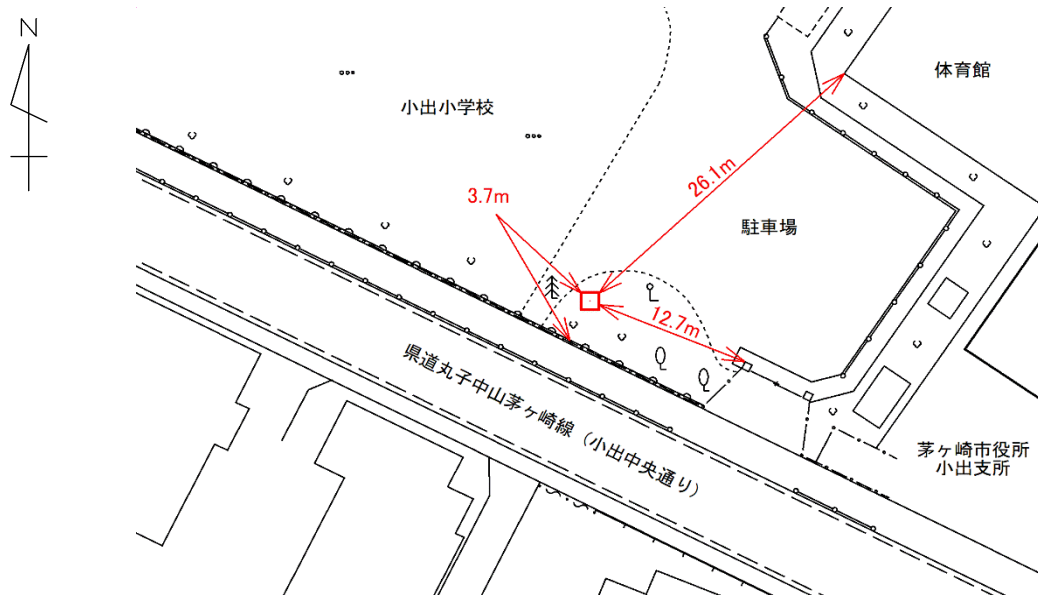 N
体育館
小出小学校
26.1m
3.7m
駐車場
12.7m
県道丸子中山茅ヶ崎線（小出中央通り）
茅ヶ崎市役所
小出支所